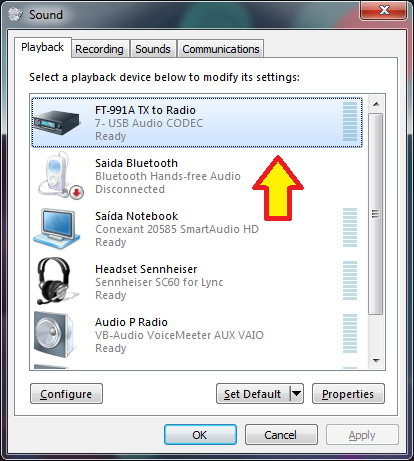 Sound
Playback Recording Sounds Communications
Select a playback device below to modify its settings:
FT-991A TX to Radio
7- USB Audio CODEC
Ready
Saida Bluetooth
Bluetooth Hands-free Audio
Disconnected
Saída Notebook
Conexant 20585 SmartAudio HD
Ready
Headset Sennheiser
Sennheiser SC60 for Lync
Ready
Audio P Radio
VB-Audio VoiceMeeter AUX VAIO
Ready
Configure Set Default Properties
OK Cancel Apply